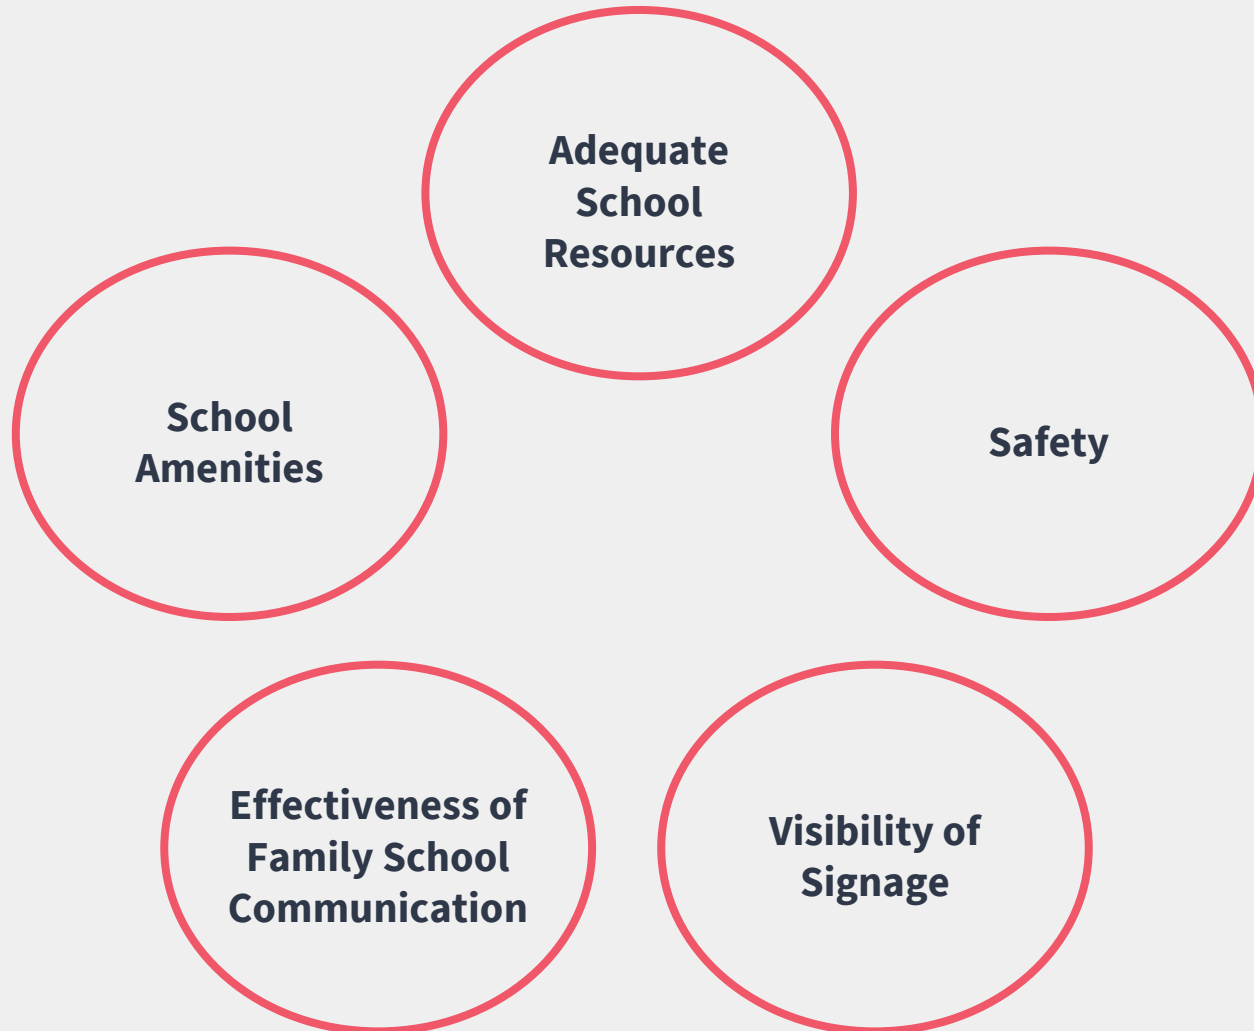 Adequate
School
Resources
School
Amenities
Safety
Effectiveness of
Family School
Communication
Visibility of
Signage